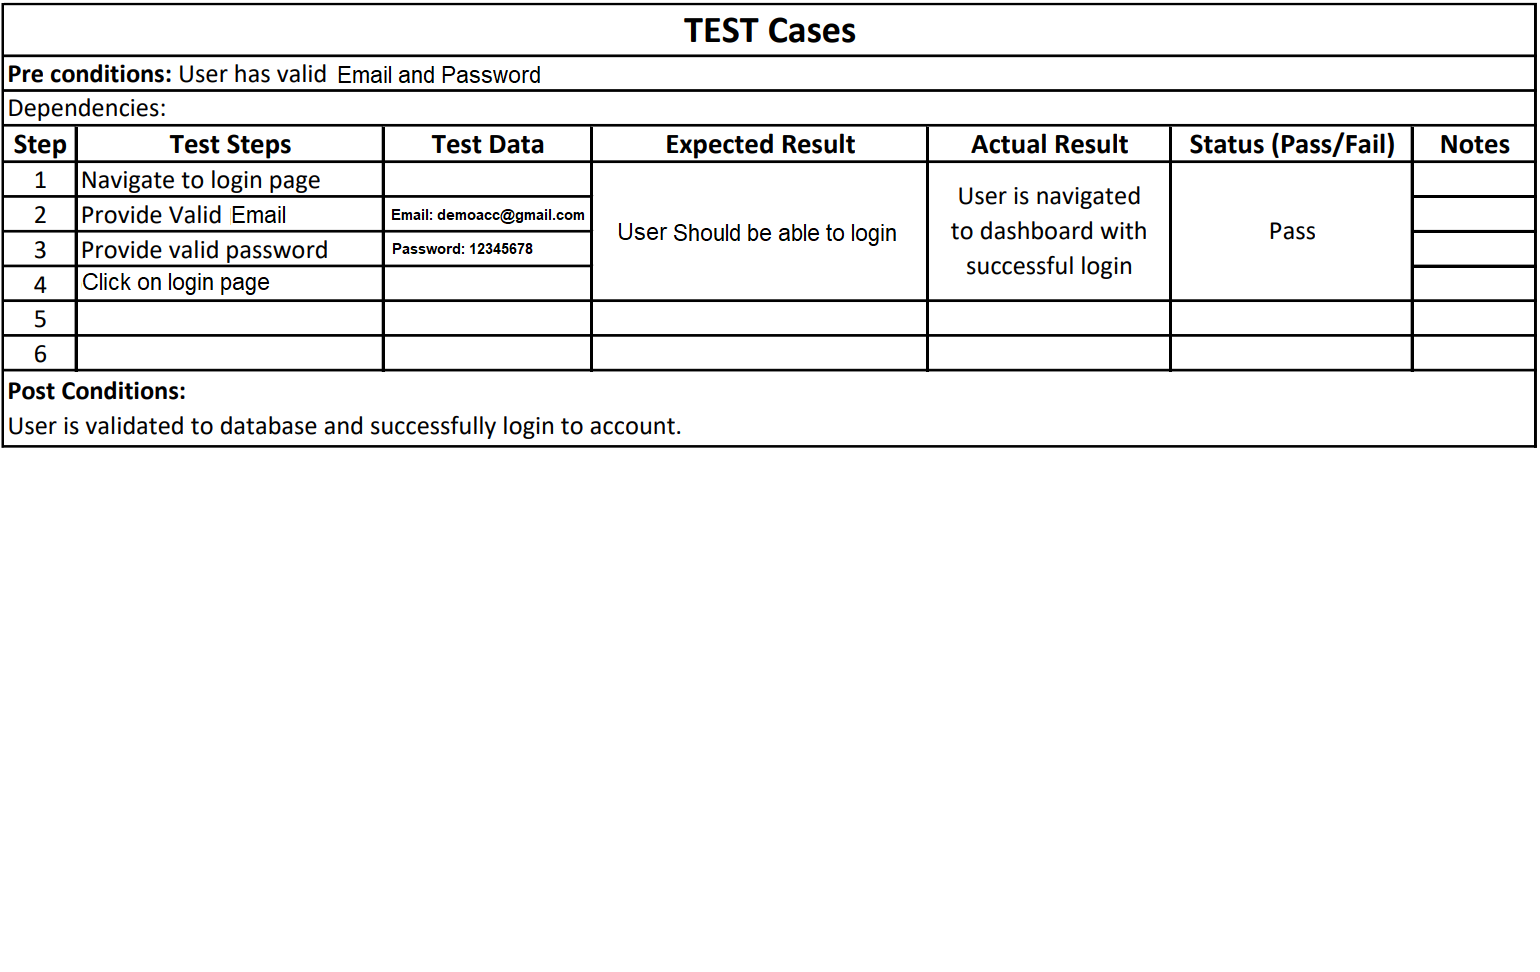 TEST Cases
Pre conditions: User has valid Email and Password
Dependencies:
Step Test Steps Test Data Expected Result Actual Result Status (Pass/Fail) Notes
1 Navigate to login page
2 Provide Valid Email Email: demoacc@gmail.com
3 Provide valid password Password: 12345678
4 Click on login page
User Should be able to login
User is navigated
to dashboard with
successful login
Pass
5
6
Post Conditions:
User is validated to database and successfully login to account.